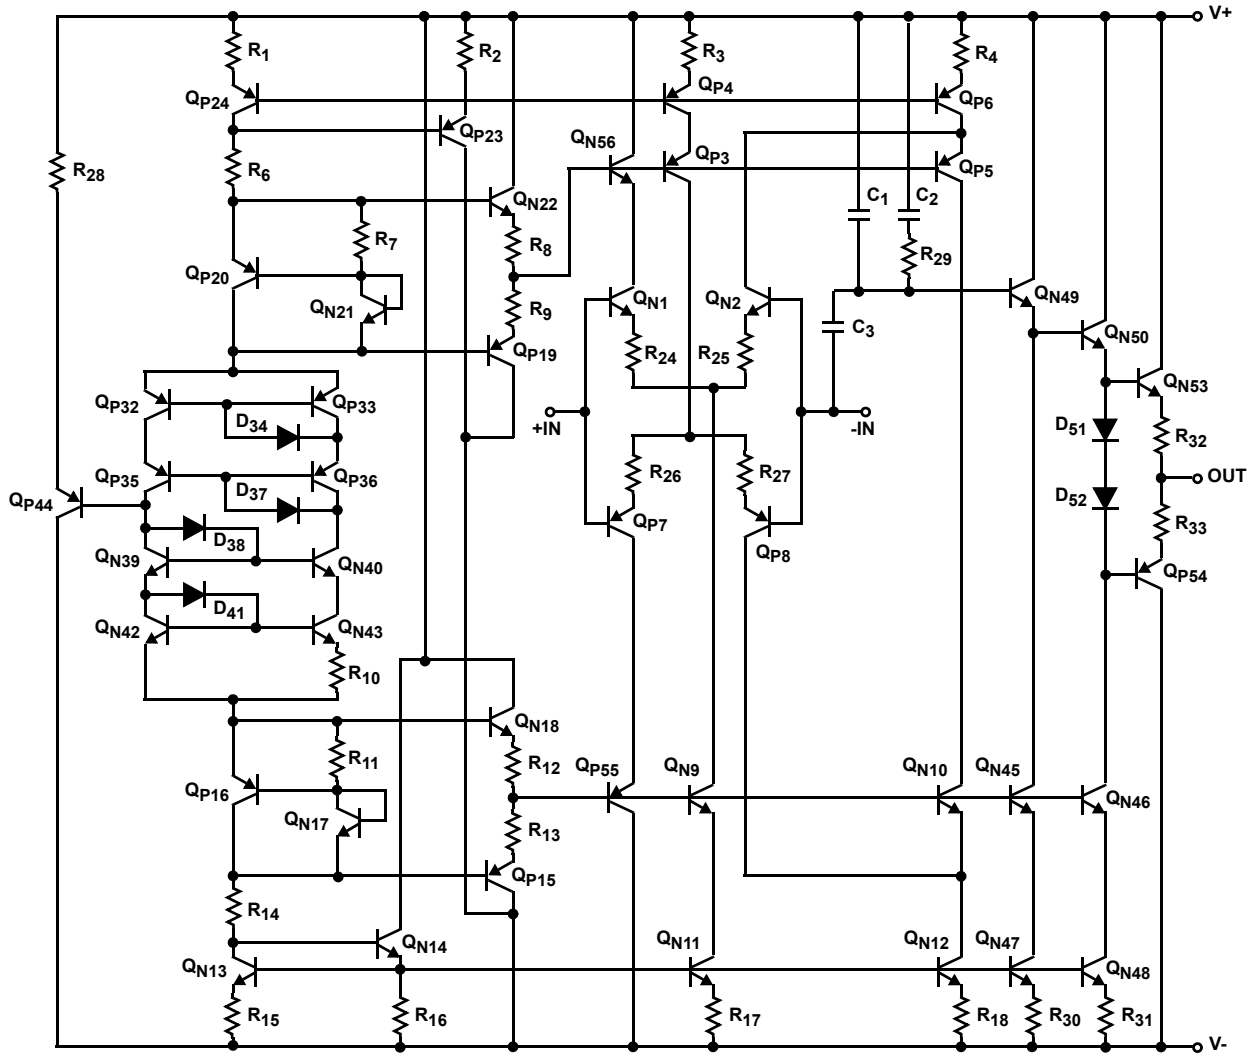 V+
R1
R2
R3
R4
QP24
QP4
QP6
QP23
QN56
QP3
QP5
R28
R6
QN22
C1
C2
R7
R8
R29
QP20
QN21
QN1
QN2
QN49
R9
C3
QN50
QP19
R24
R25
QP32
QP33
QN53
D34
+IN
-IN
D51
R32
QP35
QP36
R26
R27
OUT
D37
D52
QP44
QP7
R33
D38
QN39
QN40
QP8
QP54
D41
QN42
QN43
R10
QN18
R11
R12
QP55
QN9
QN10
QN45
QP16
QN46
QN17
R13
QP15
R14
QN14
QN11
QN12
QN47
QN13
QN48
R15
R16
R17
R18
R30
R31
V-